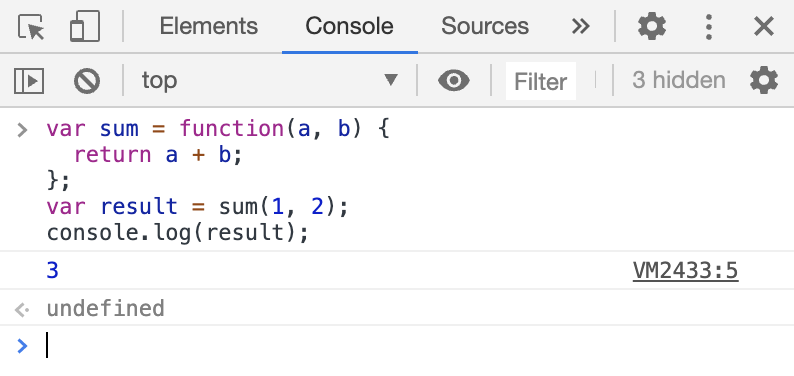 Elements Console Sources »
top ▼ Filter 3 hidden
> var sum = function(a, b) {
  return a + b;
};
var result = sum(1, 2);
console.log(result);
3 VM2433:5
undefined
>